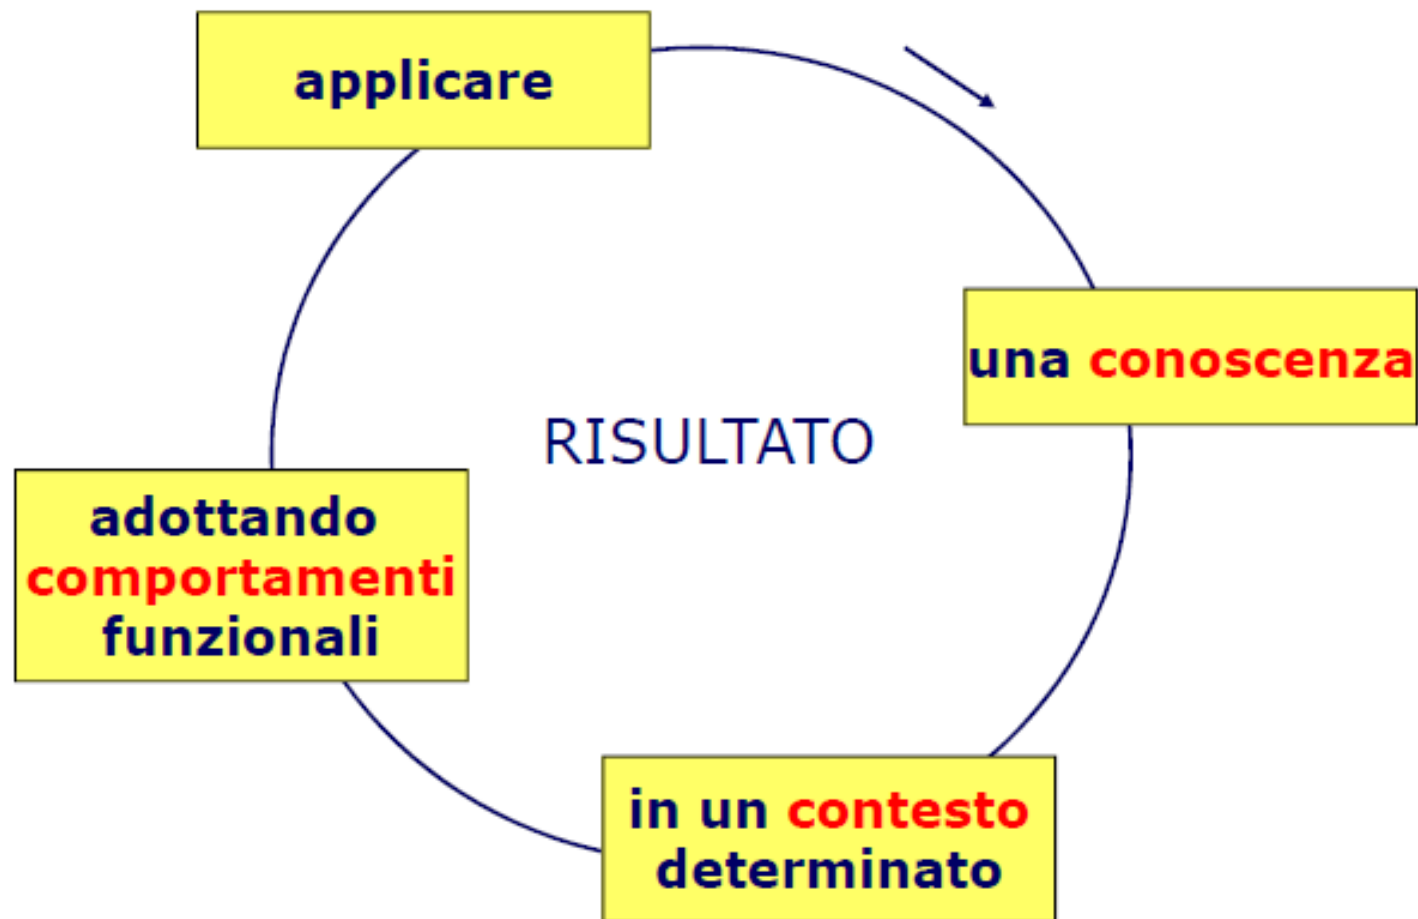 applicare
una conoscenza
RISULTATO
adottando
comportamenti
funzionali
in un contesto
determinato